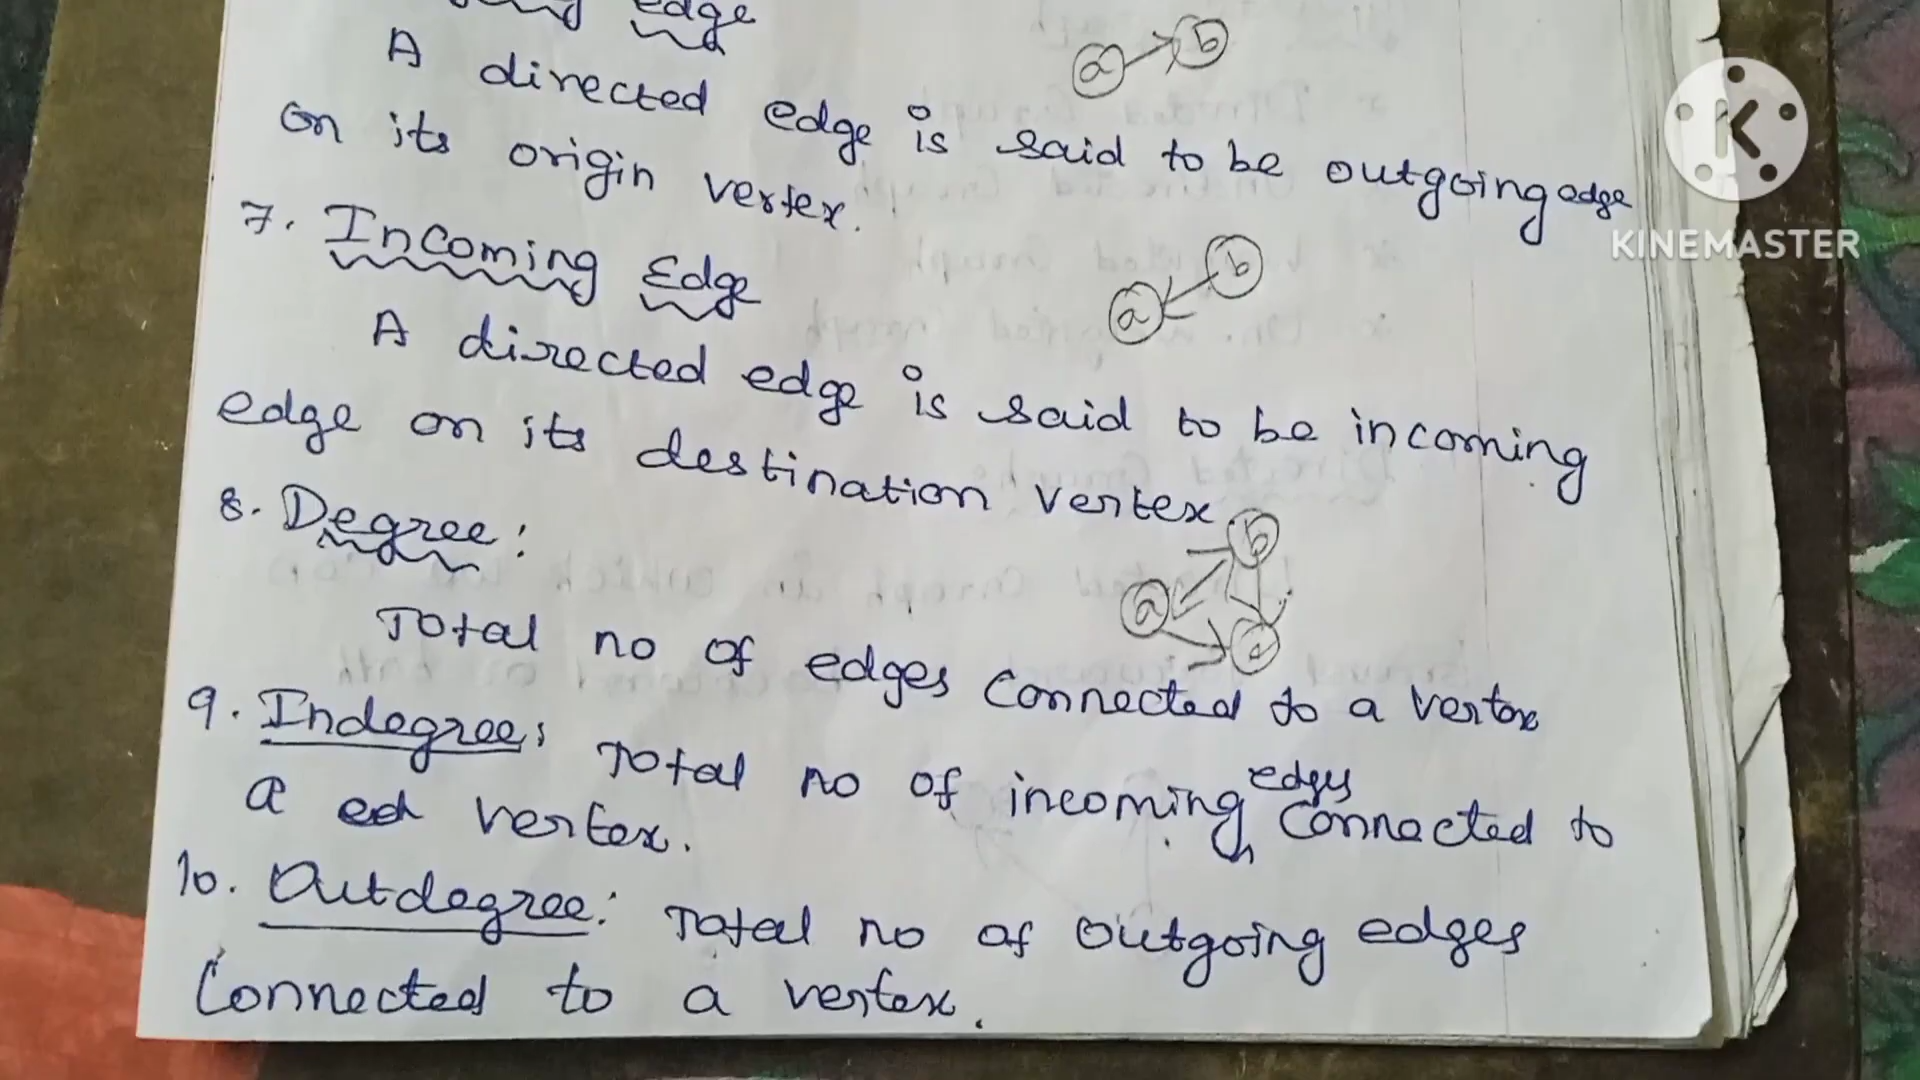 edge
A directed edge is said to be outgoing edge
on its origin vertex.
a b
7. Incoming Edge
a b
A directed edge is said to be incoming
edge on its destination vertex.
8. Degree:
b
a
Total no of edges connected to a vertex
9. Indegree: Total no of incoming edges connected to
a vertex.
10. Outdegree: Total no of outgoing edges
Connected to a vertex.
K
KINEMASTER